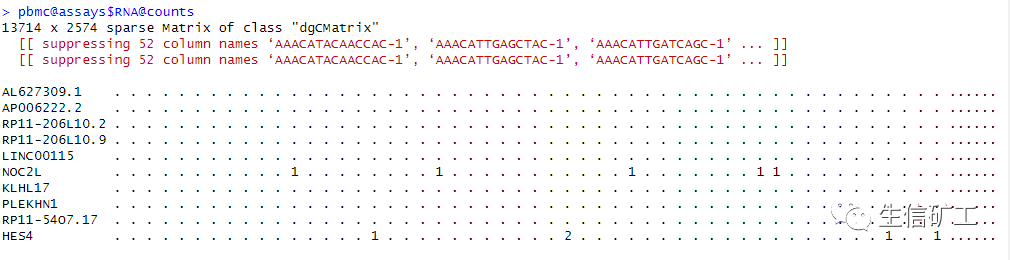 > pbmc@assays$RNA@counts
13714 x 2574 sparse Matrix of class "dgCMatrix"
[[ suppressing 52 column names ‘AAACATACAACCAC-1’, ‘AAACATTGAGCTAC-1’, ‘AAACATTGATCAGC-1’ ... ]]
[[ suppressing 52 column names ‘AAACATACAACCAC-1’, ‘AAACATTGAGCTAC-1’, ‘AAACATTGATCAGC-1’ ... ]]
AL627309.1 . . . . . . . . . . . . . . . . . . . . . . . . . . . . . . . . . . . . . . . . . . . . . . . . . . . . ......
AP006222.2 . . . . . . . . . . . . . . . . . . . . . . . . . . . . . . . . . . . . . . . . . . . . . . . . . . . . ......
RP11-206L10.2 . . . . . . . . . . . . . . . . . . . . . . . . . . . . . . . . . . . . . . . . . . . . . . . . . . . . ......
RP11-206L10.9 . . . . . . . . . . . . . . . . . . . . . . . . . . . . . . . . . . . . . . . . . . . . . . . . . . . . ......
LINC00115 . . . . . . . . . . . . . . . . . . . . . . . . . . . . . . . . . . . . . . . . . . . . . . . . . . . . ......
NOC2L . . . . . . . . . . . 1 . . . . . . . . 1 . . . . . . . . . . . 1 . . . . . . . 1 1 . . . . . . . . . . ......
KLHL17 . . . . . . . . . . . . . . . . . . . . . . . . . . . . . . . . . . . . . . . . . . . . . . . . . . . . ......
PLEKHN1 . . . . . . . . . . . . . . . . . . . . . . . . . . . . . . . . . . . . . . . . . . . . . . . . . . . . ......
RP11-54O7.17 . . . . . . . . . . . . . . . . . . . . . . . . . . . . . . . . . . . . . . . . . . . . . . . . . . . . ......
HES4 . . . . . . . . . . . . . . . . 1 . . . . . . . . . . . 2 . . . . . . . . . . . . . . . . . . . 1 . . 1 ......
生信矿工